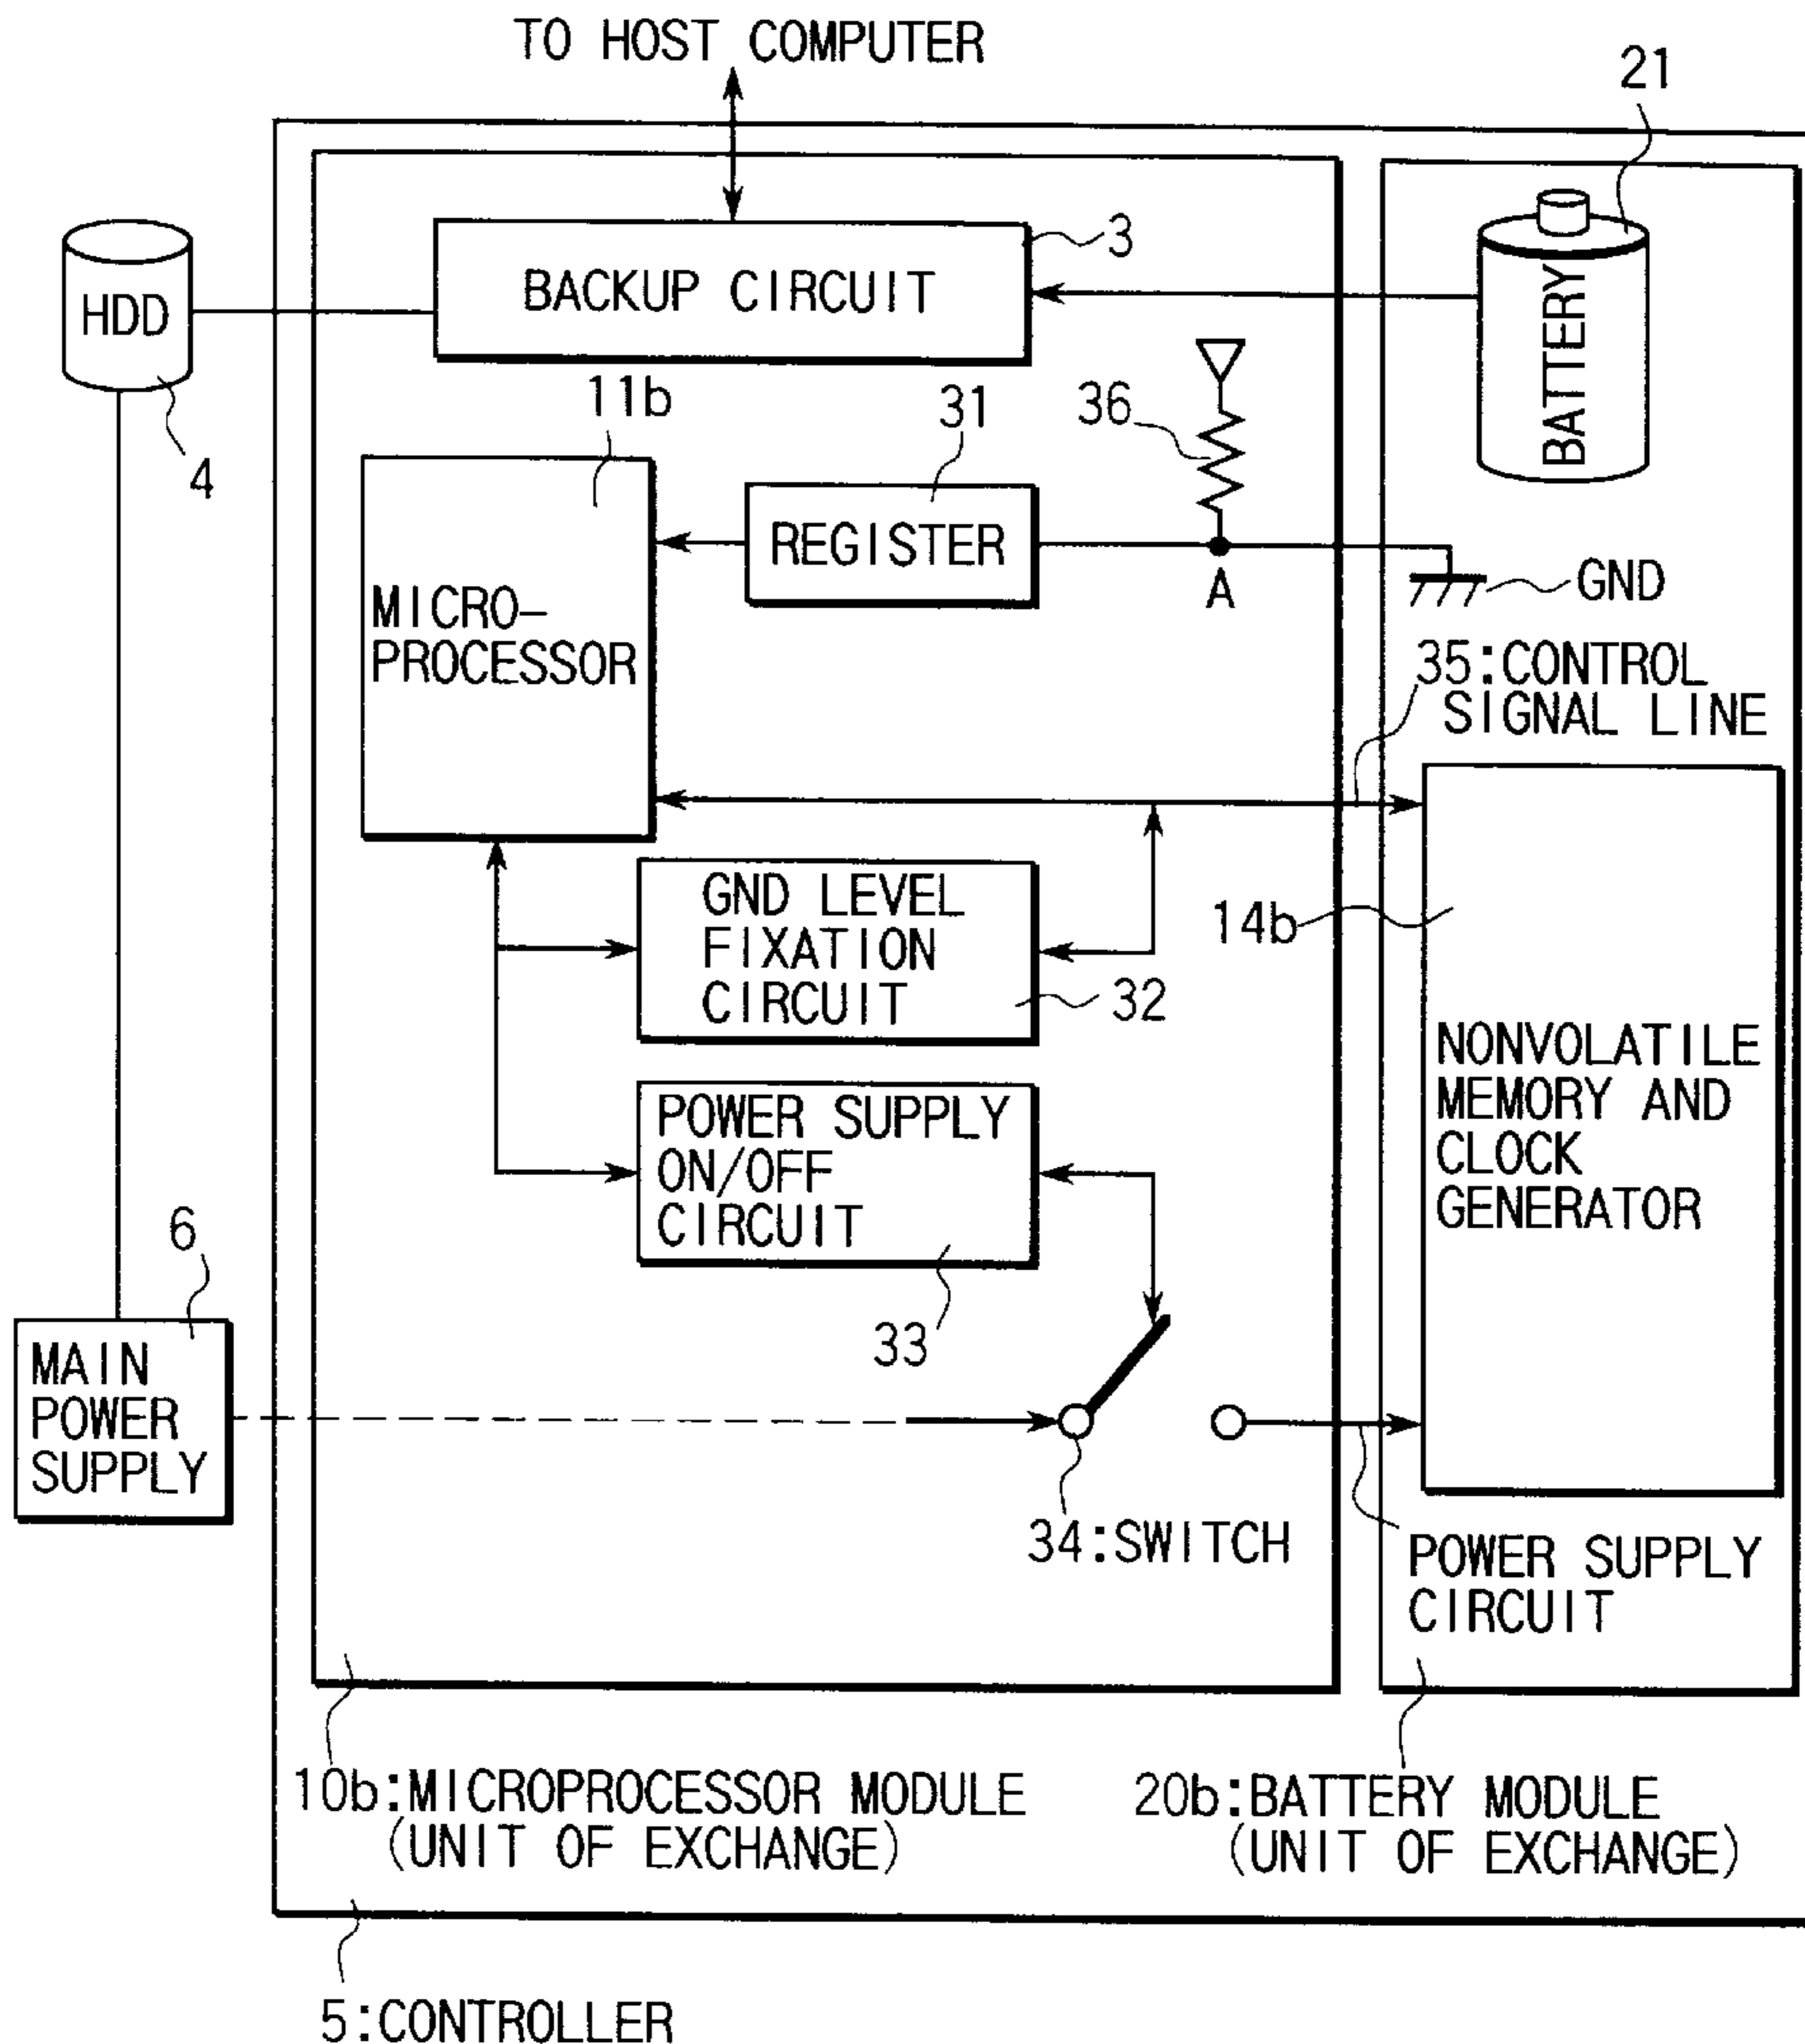 TO HOST COMPUTER
21
3
BACKUP CIRCUIT
HDD
BATTERY
4
11b
31
36
REGISTER
A
GND
MICRO-
PROCESSOR
35:CONTROL
SIGNAL LINE
GND LEVEL
FIXATION
CIRCUIT
32
14b
NONVOLATILE
MEMORY AND
CLOCK
GENERATOR
POWER SUPPLY
ON/OFF
CIRCUIT
33
6
MAIN
POWER
SUPPLY
34:SWITCH
POWER SUPPLY
CIRCUIT
10b:MICROPROCESSOR MODULE
(UNIT OF EXCHANGE)
20b:BATTERY MODULE
(UNIT OF EXCHANGE)
5:CONTROLLER